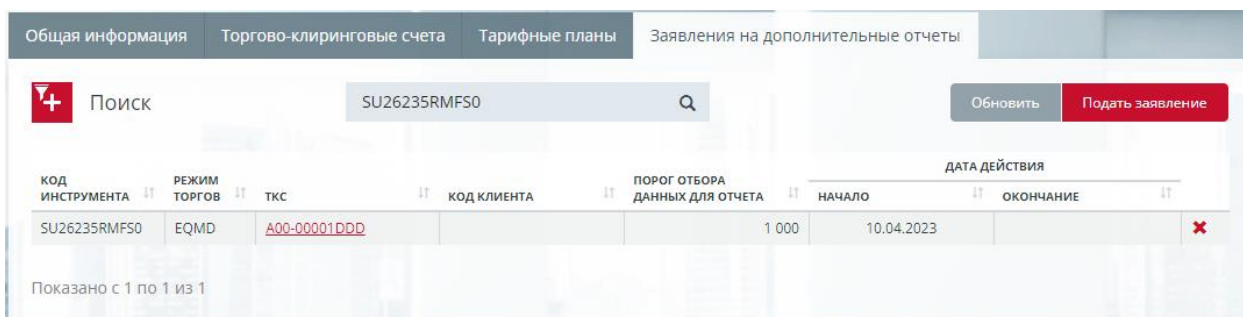 Общая информация Торгово-клиринговые счета Тарифные планы Заявления на дополнительные отчеты
Поиск SU26235RMFS0 Обновить Подать заявление
ДАТА ДЕЙСТВИЯ
КОД ИНСТРУМЕНТА РЕЖИМ ТОРГОВ ТКС КОД КЛИЕНТА ПОРОГ ОТБОРА ДАННЫХ ДЛЯ ОТЧЕТА НАЧАЛО ОКОНЧАНИЕ
SU26235RMFS0 EQMD A00-00001DDD 1 000 10.04.2023
Показано с 1 по 1 из 1